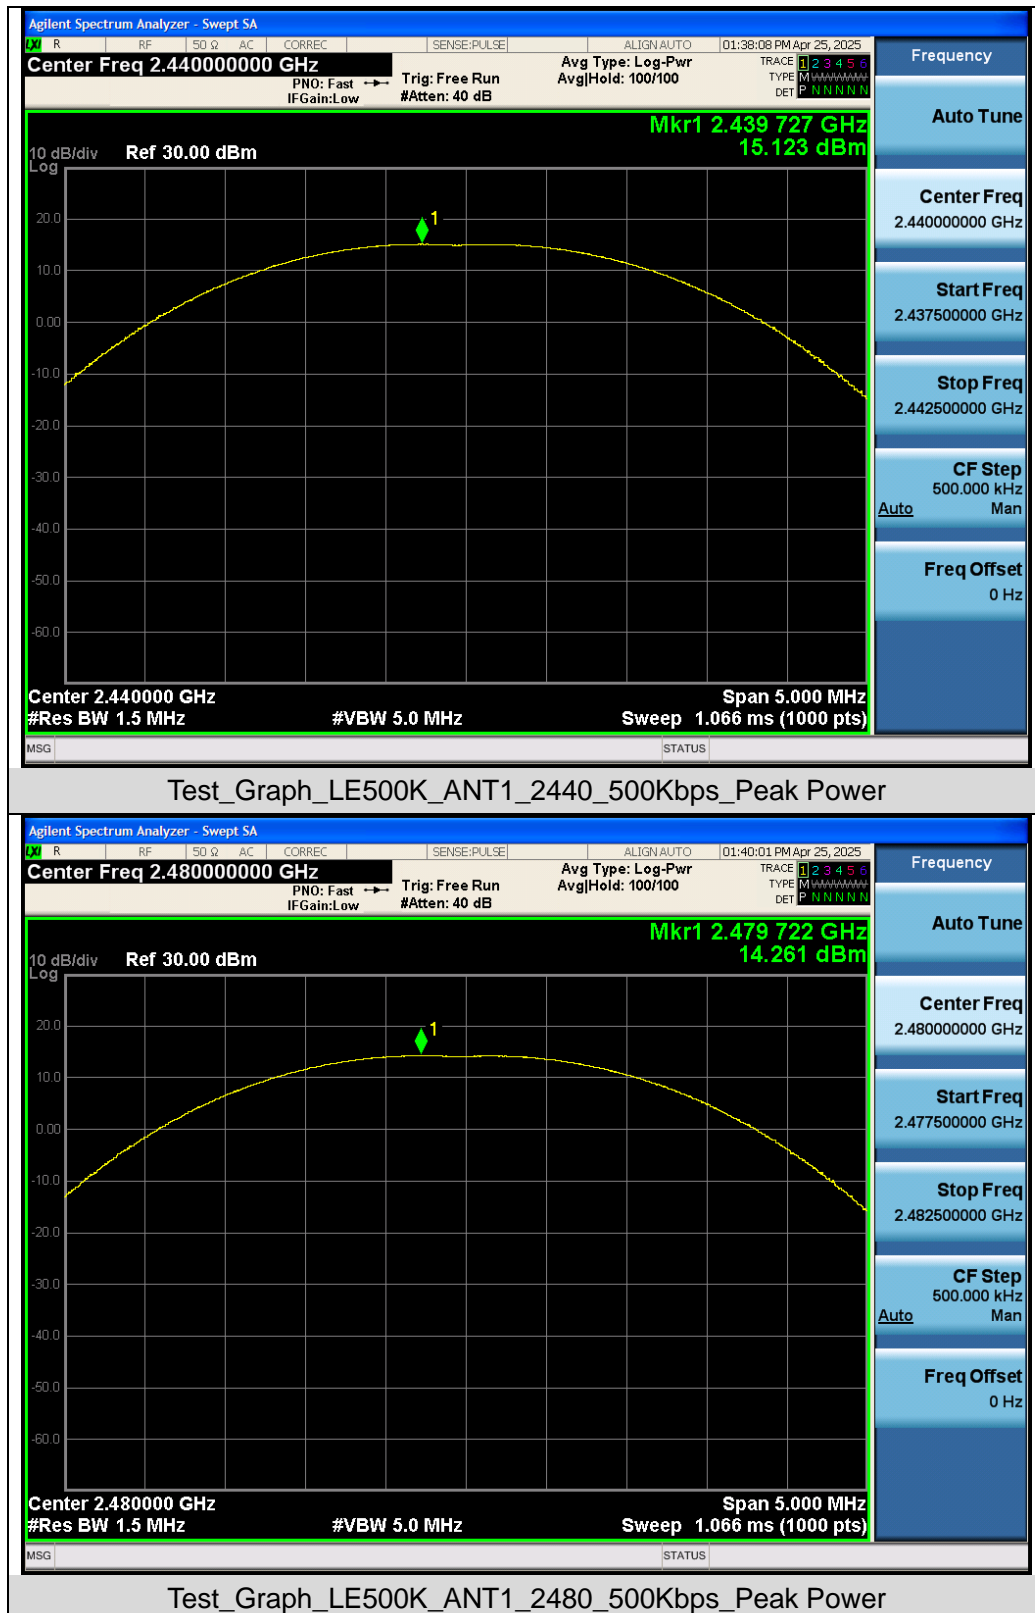 Agilent Spectrum Analyzer - Swept SA
LXI R RF 50 Ω AC CORREC SENSE:PULSE ALIGN AUTO 01:38:08 PM Apr 25, 2025
Center Freq 2.440000000 GHz
PNO: Fast
IFGain:Low
Trig: Free Run
#Atten: 40 dB
Avg Type: Log-Pwr
Avg|Hold: 100/100
TRACE 1 2 3 4 5 6
TYPE M WWWWW
DET P N N N N N
Mkr1 2.439 727 GHz
15.123 dBm
10 dB/div Ref 30.00 dBm
Log
1
20.0
10.0
0.00
-10.0
-20.0
-30.0
-40.0
-50.0
-60.0
Center 2.440000 GHz Span 5.000 MHz
#Res BW 1.5 MHz #VBW 5.0 MHz Sweep 1.066 ms (1000 pts)
MSG STATUS
Frequency
Auto Tune
Center Freq
2.440000000 GHz
Start Freq
2.437500000 GHz
Stop Freq
2.442500000 GHz
CF Step
500.000 kHz
Auto Man
Freq Offset
0 Hz
Test_Graph_LE500K_ANT1_2440_500Kbps_Peak Power
Agilent Spectrum Analyzer - Swept SA
LXI R RF 50 Ω AC CORREC SENSE:PULSE ALIGN AUTO 01:40:01 PM Apr 25, 2025
Center Freq 2.480000000 GHz
PNO: Fast
IFGain:Low
Trig: Free Run
#Atten: 40 dB
Avg Type: Log-Pwr
Avg|Hold: 100/100
TRACE 1 2 3 4 5 6
TYPE M WWWWW
DET P N N N N N
Mkr1 2.479 722 GHz
14.261 dBm
10 dB/div Ref 30.00 dBm
Log
1
20.0
10.0
0.00
-10.0
-20.0
-30.0
-40.0
-50.0
-60.0
Center 2.480000 GHz Span 5.000 MHz
#Res BW 1.5 MHz #VBW 5.0 MHz Sweep 1.066 ms (1000 pts)
MSG STATUS
Frequency
Auto Tune
Center Freq
2.480000000 GHz
Start Freq
2.477500000 GHz
Stop Freq
2.482500000 GHz
CF Step
500.000 kHz
Auto Man
Freq Offset
0 Hz
Test_Graph_LE500K_ANT1_2480_500Kbps_Peak Power